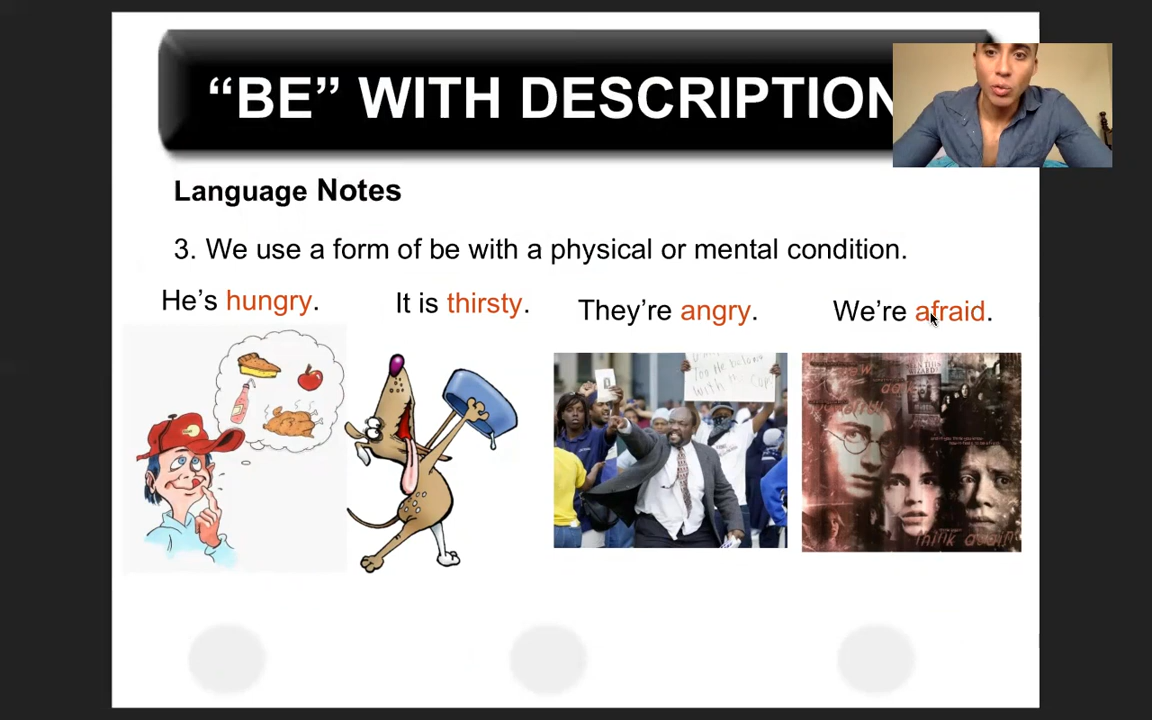 “BE” WITH DESCRIPTION
Language Notes
3. We use a form of be with a physical or mental condition.
He’s hungry.
It is thirsty.
They’re angry.
We’re afraid.